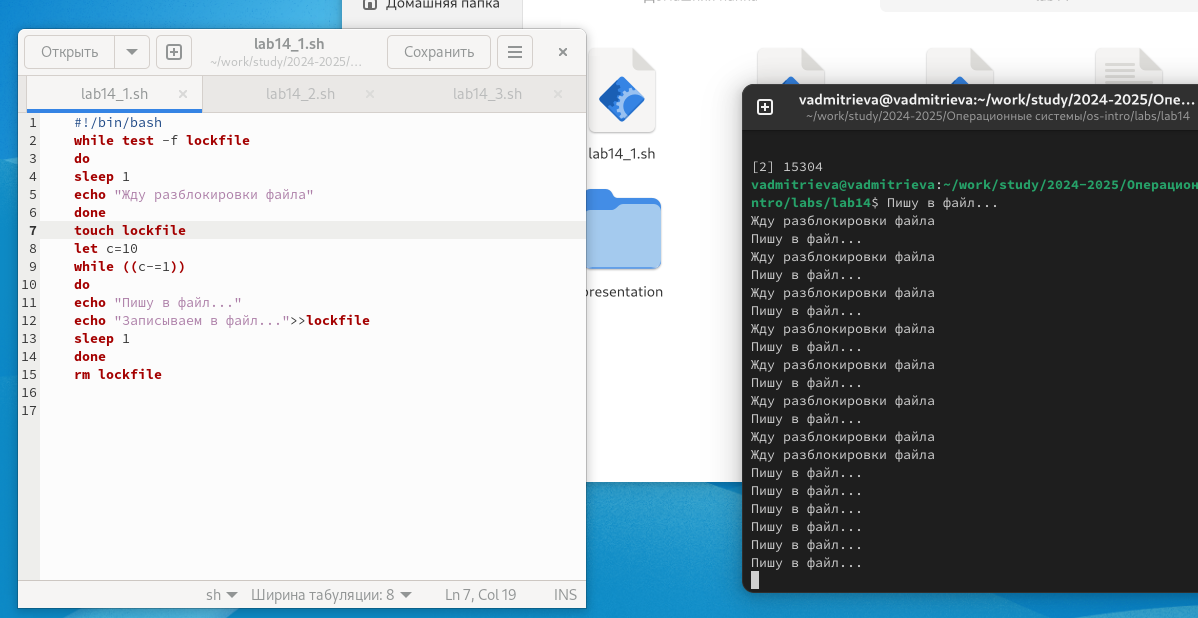 Домашняя папка
Открыть
lab14_1.sh
~/work/study/2024-2025/...
Сохранить
lab14_1.sh
lab14_2.sh
lab14_3.sh
1 #!/bin/bash
2 while test -f lockfile
3 do
4 sleep 1
5 echo "Жду разблокировки файла"
6 done
7 touch lockfile
8 let c=10
9 while ((c-=1))
10 do
11 echo "Пишу в файл..."
12 echo "Записываем в файл...">>lockfile
13 sleep 1
14 done
15 rm lockfile
16
17
sh Ширина табуляции: 8 Ln 7, Col 19 INS
lab14_1.sh
presentation
vadmitrieva@vadmitrieva:~/work/study/2024-2025/Опе...
~/work/study/2024-2025/Операционные системы/os-intro/labs/lab14
[2] 15304
vadmitrieva@vadmitrieva:~/work/study/2024-2025/Операцион
ntro/labs/lab14$ Пишу в файл...
Жду разблокировки файла
Пишу в файл...
Жду разблокировки файла
Пишу в файл...
Жду разблокировки файла
Пишу в файл...
Жду разблокировки файла
Пишу в файл...
Жду разблокировки файла
Пишу в файл...
Жду разблокировки файла
Пишу в файл...
Жду разблокировки файла
Жду разблокировки файла
Пишу в файл...
Пишу в файл...
Пишу в файл...
Пишу в файл...
Пишу в файл...
Пишу в файл...